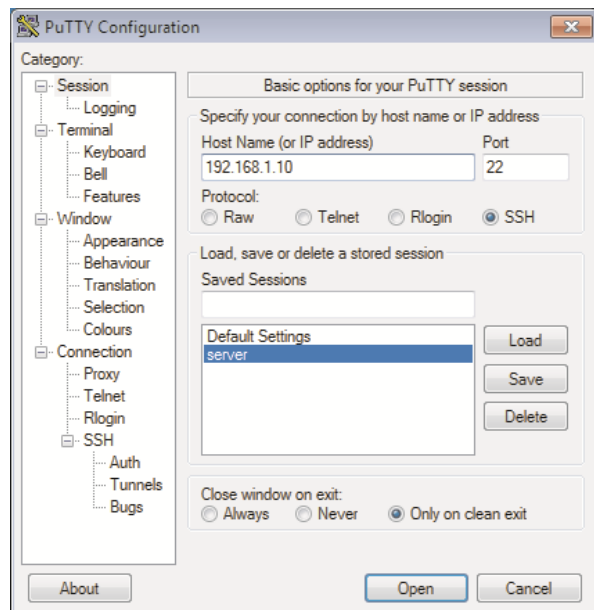 PuTTY Configuration
Category:
Session
Logging
Terminal
Keyboard
Bell
Features
Window
Appearance
Behaviour
Translation
Selection
Colours
Connection
Proxy
Telnet
Rlogin
SSH
Auth
Tunnels
Bugs
Basic options for your PuTTY session
Specify your connection by host name or IP address
Host Name (or IP address) Port
192.168.1.10 22
Protocol:
Raw Telnet Rlogin SSH
Load, save or delete a stored session
Saved Sessions
Default Settings
server
Load
Save
Delete
Close window on exit:
Always Never Only on clean exit
About Open Cancel